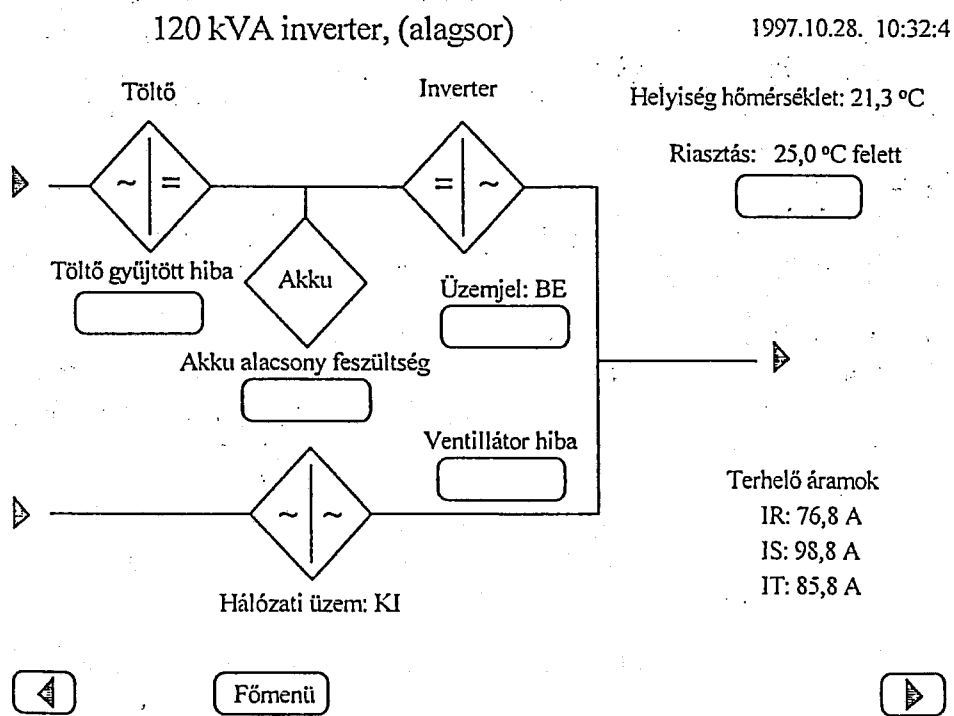 120 kVA inverter, (alagsor)
1997.10.28. 10:32:4
Töltő
Inverter
Helyiség hőmérséklet: 21,3 ºC
Riasztás: 25,0 ºC felett
~ =
= ~
Töltő gyűjtött hiba
Akku
Üzemjel: BE
Akku alacsony feszültség
Ventillátor hiba
Terhelő áramok
~ ~
IR: 76,8 A
IS: 98,8 A
IT: 85,8 A
Hálózati üzem: KI
Főmenü